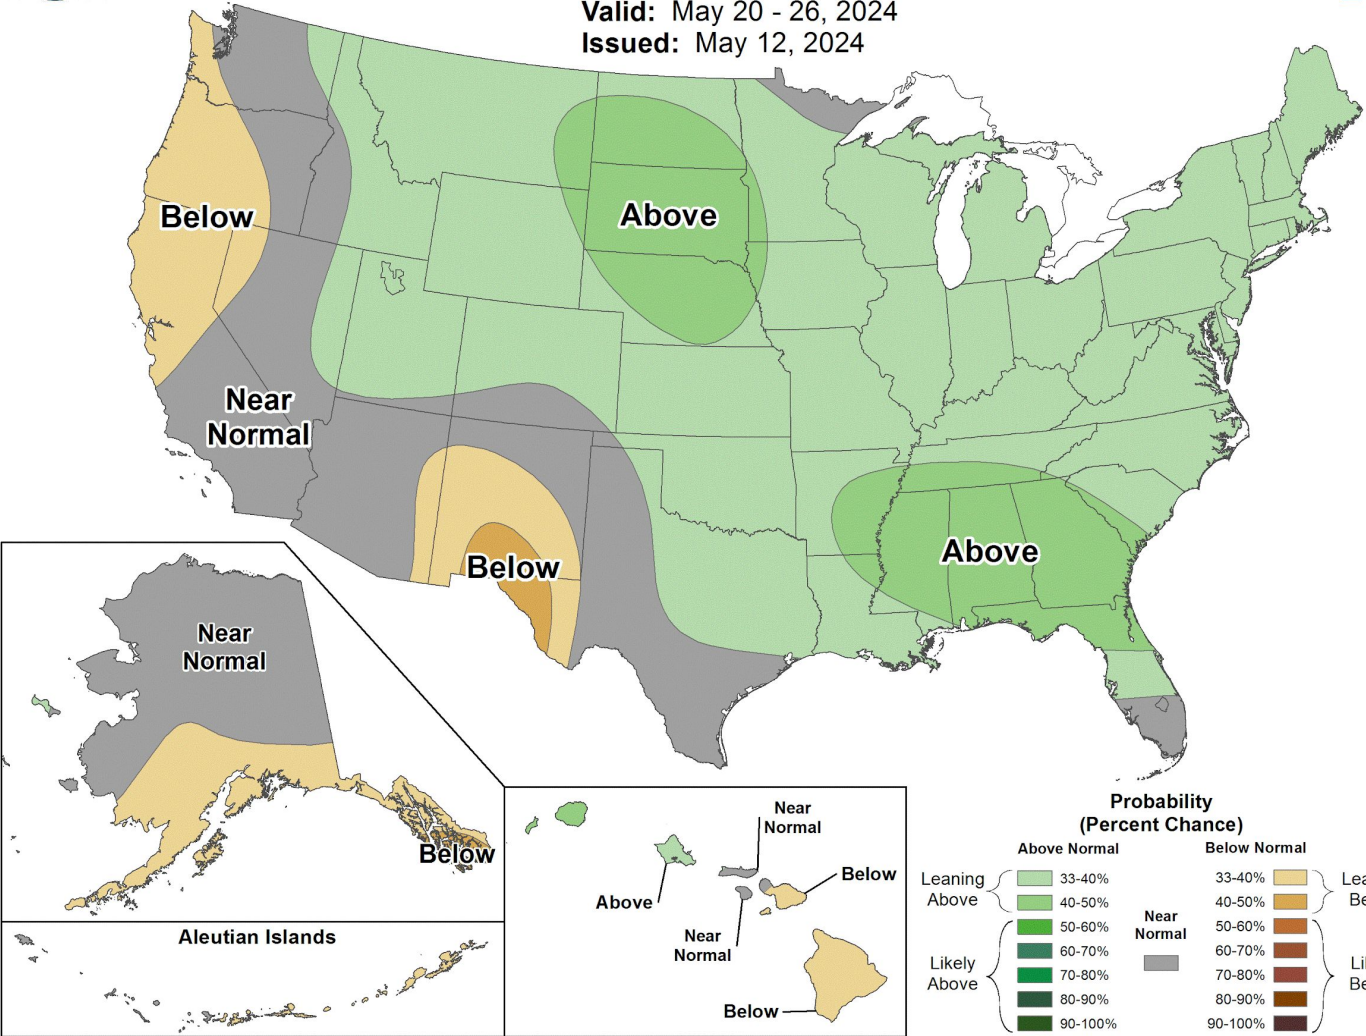 Valid: May 20 - 26, 2024
Issued: May 12, 2024
Below
Above
Near
Normal
Below
Above
Near
Normal
Below
Aleutian Islands
Near
Normal
Below
Above
Near
Normal
Below
Probability
(Percent Chance)
Above Normal
Below Normal
Leaning
Above
33-40%
33-40%
40-50%
40-50%
Near
Normal
50-60%
50-60%
60-70%
60-70%
Likely
Above
70-80%
70-80%
80-90%
80-90%
90-100%
90-100%